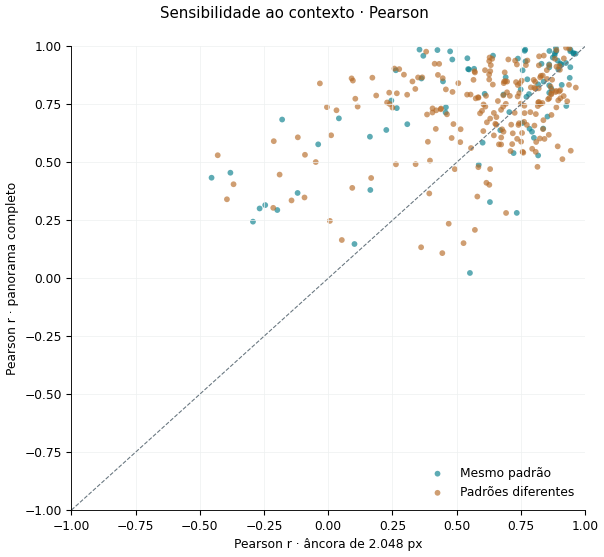 Sensibilidade ao contexto · Pearson
Pearson r · panorama completo
1.00
0.75
0.50
0.25
0.00
−0.25
−0.50
−0.75
−1.00
−1.00 −0.75 −0.50 −0.25 0.00 0.25 0.50 0.75 1.00
Pearson r · âncora de 2.048 px
Mesmo padrão
Padrões diferentes